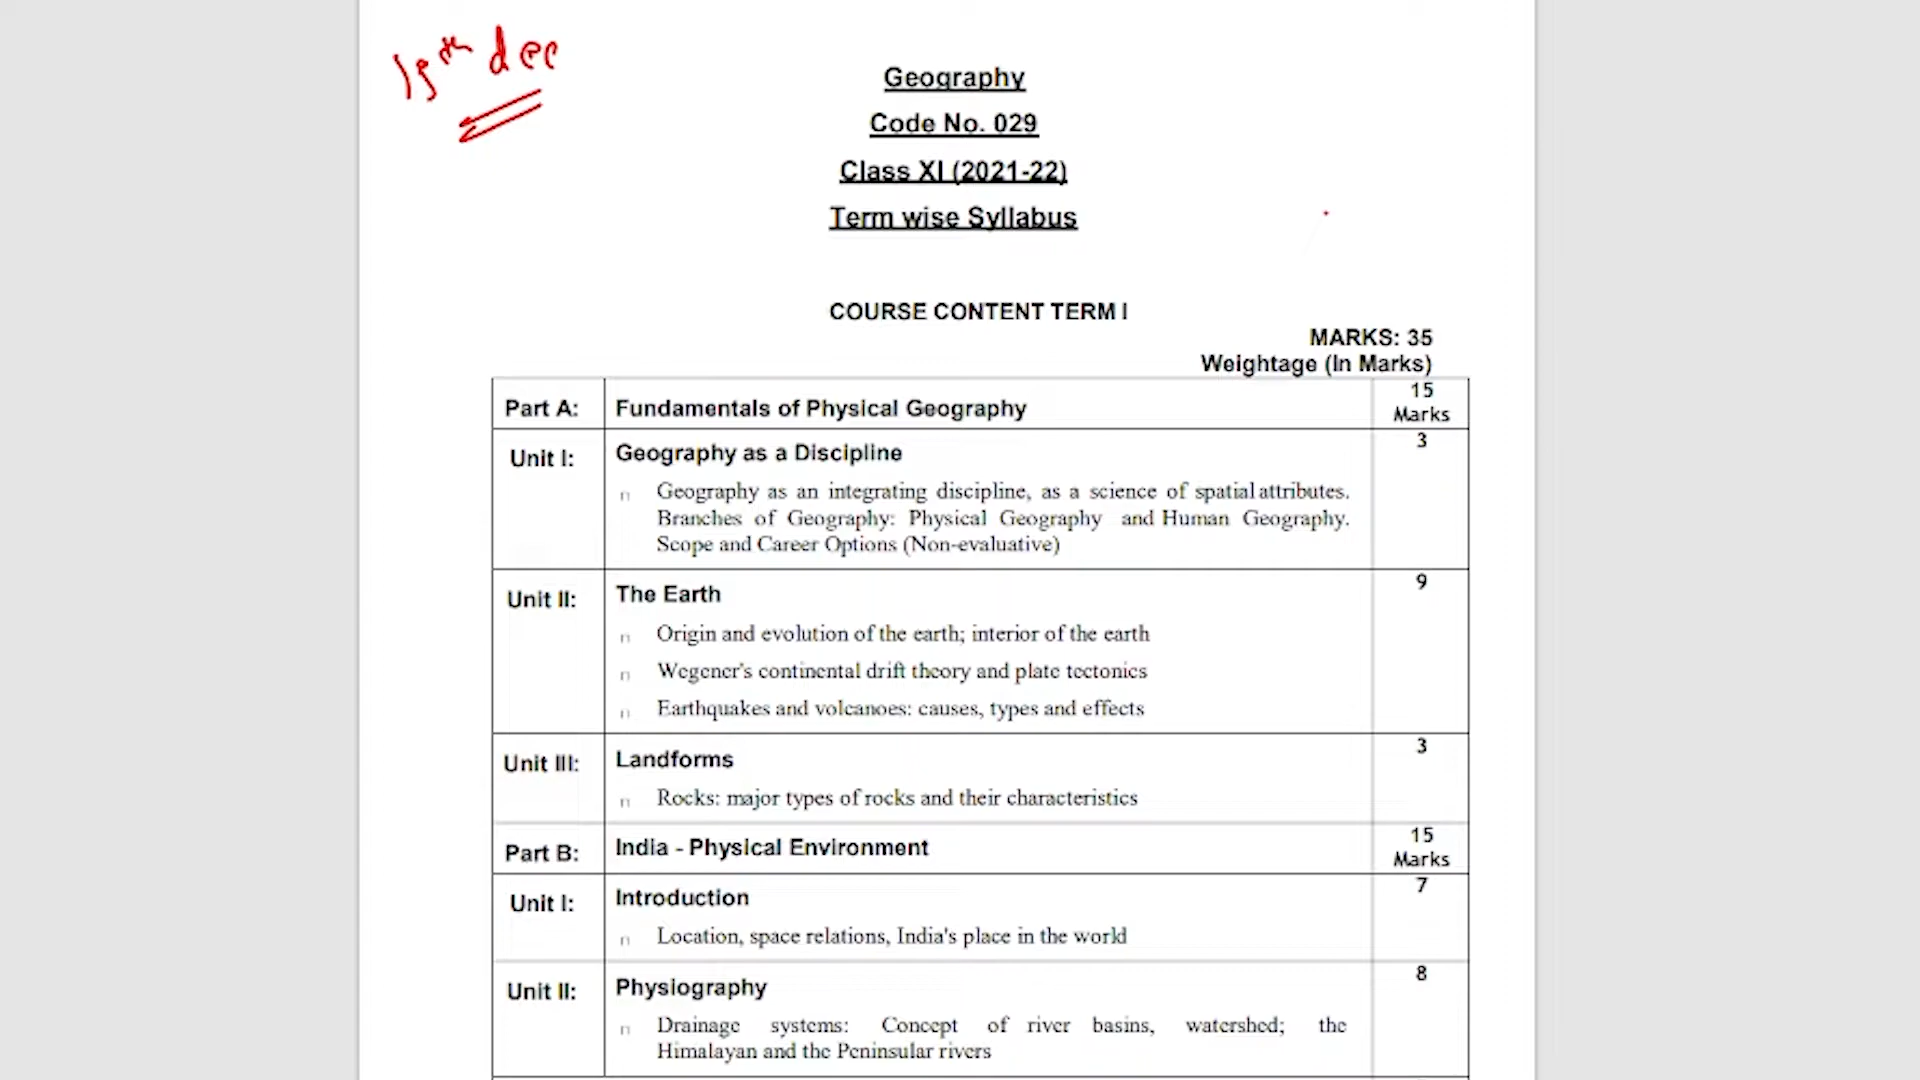 dec
Geography
Code No. 029
Class XI (2021-22)
Term wise Syllabus
COURSE CONTENT TERM I
MARKS: 35
Weightage (In Marks)
Part A: Fundamentals of Physical Geography 15 Marks
Unit I: Geography as a Discipline 3
Geography as an integrating discipline, as a science of spatial attributes.
Branches of Geography: Physical Geography and Human Geography.
Scope and Career Options (Non-evaluative)
Unit II: The Earth 9
Origin and evolution of the earth; interior of the earth
Wegener's continental drift theory and plate tectonics
Earthquakes and volcanoes: causes, types and effects
Unit III: Landforms 3
Rocks: major types of rocks and their characteristics
Part B: India - Physical Environment 15 Marks
Unit I: Introduction 7
Location, space relations, India's place in the world
Unit II: Physiography 8
Drainage systems: Concept of river basins, watershed; the
Himalayan and the Peninsular rivers